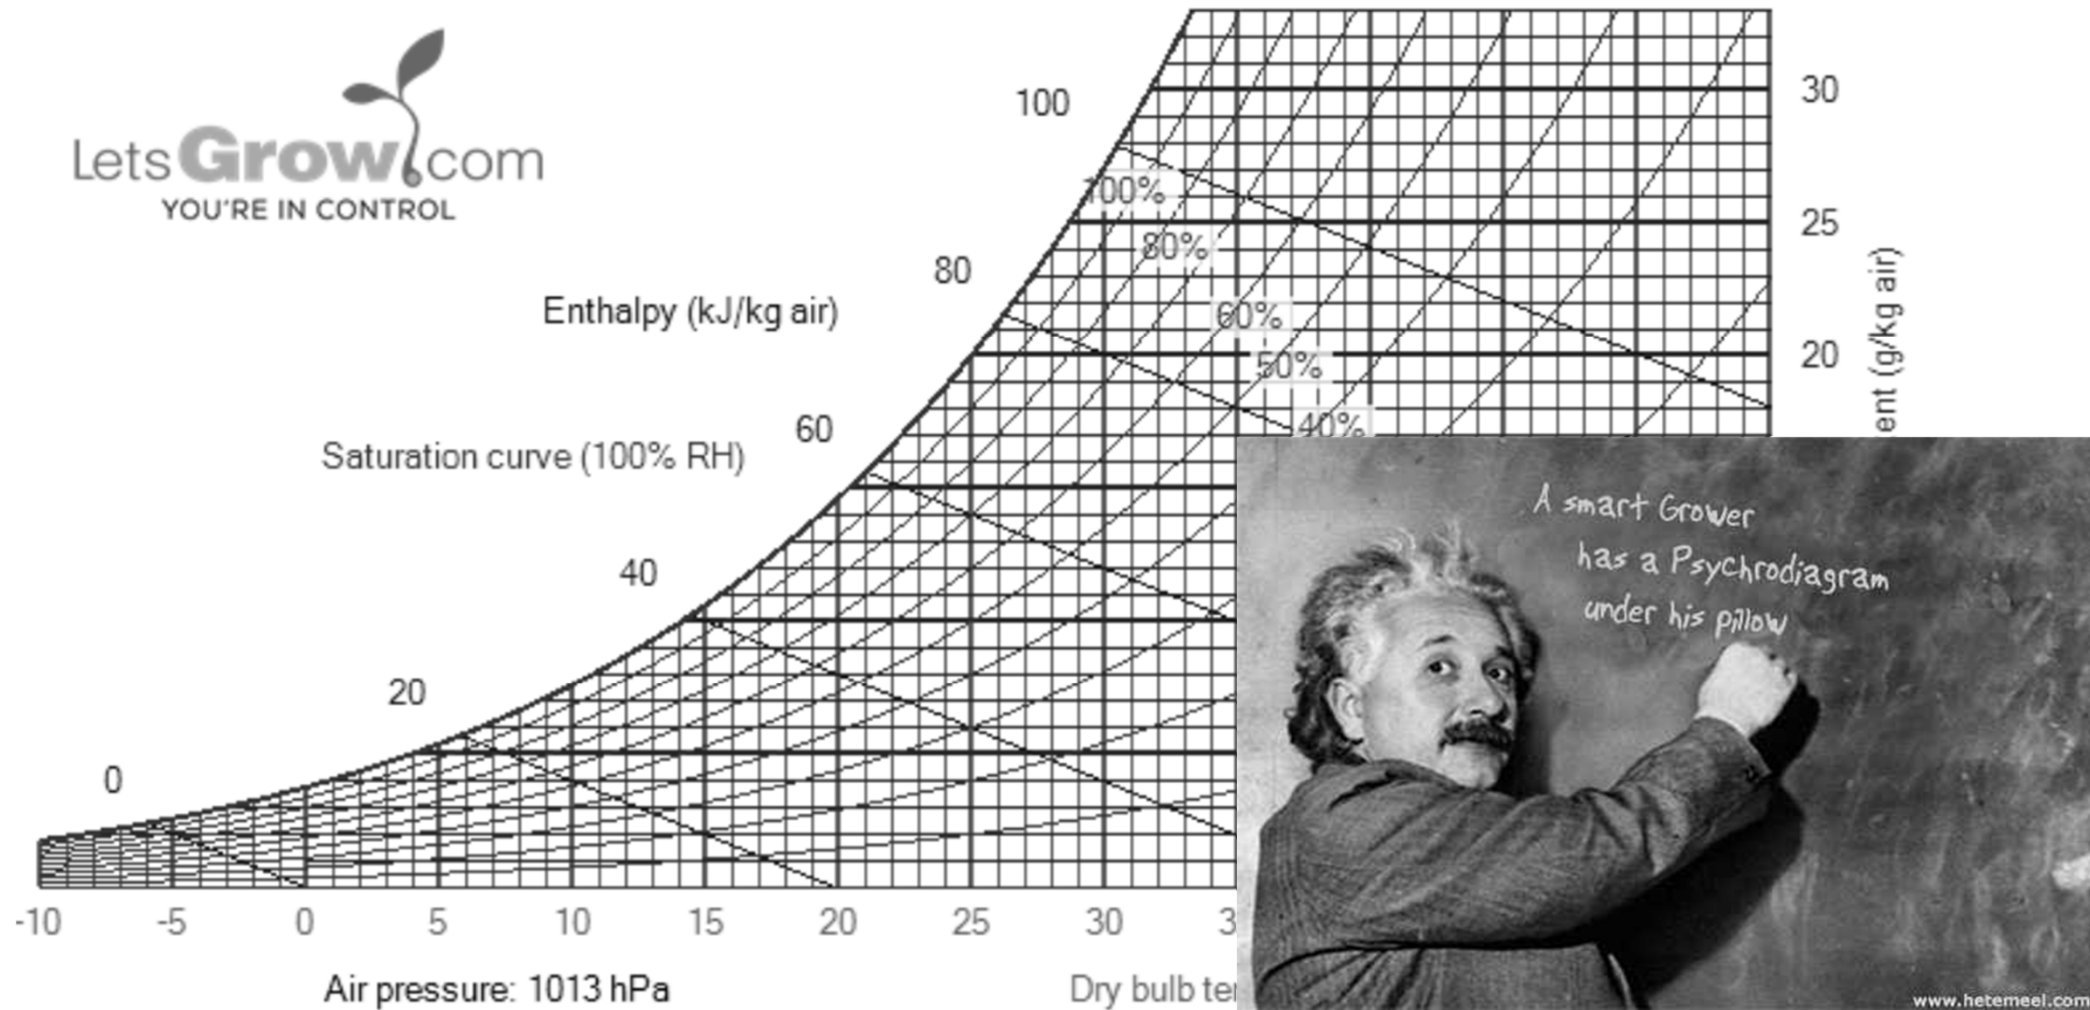 LetsGrow.com
YOU'RE IN CONTROL
Enthalpy (kJ/kg air)
Saturation curve (100% RH)
0
20
40
60
80
100
100%
80%
60%
50%
40%
30
25
20
ent (g/kg air)
-10 -5 0 5 10 15 20 25 30 3
Air pressure: 1013 hPa
Dry bulb te
A smart Grower
has a Psychrodiagram
under his pillow
www.hetemeel.com